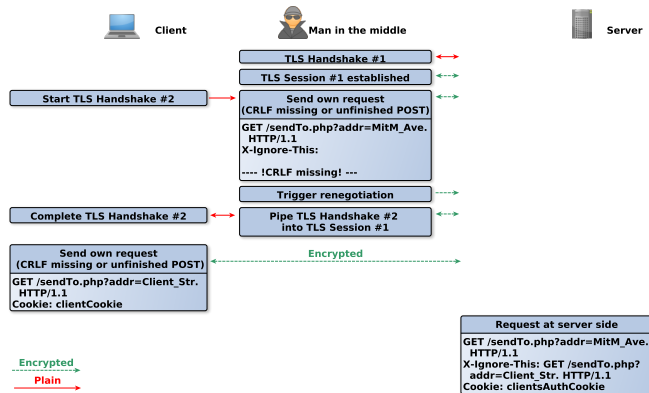 Client
Man in the middle
Server
TLS Handshake #1
TLS Session #1 established
Start TLS Handshake #2
Send own request
(CRLF missing or unfinished POST)
GET /sendTo.php?addr=MitM_Ave.
HTTP/1.1
X-Ignore-This:
---- !CRLF missing! ---
Trigger renegotiation
Complete TLS Handshake #2
Pipe TLS Handshake #2
into TLS Session #1
Send own request
(CRLF missing or unfinished POST)
GET /sendTo.php?addr=Client_Str.
HTTP/1.1
Cookie: clientCookie
Encrypted
Request at server side
GET /sendTo.php?addr=MitM_Ave.
HTTP/1.1
X-Ignore-This: GET /sendTo.php?
addr=Client_Str. HTTP/1.1
Cookie: clientsAuthCookie
Encrypted
Plain